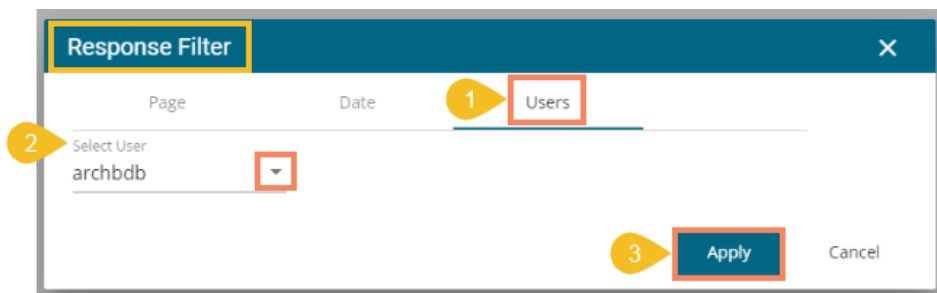 Response Filter
Page Date 1 Users
2 Select User
archbdb
3 Apply Cancel